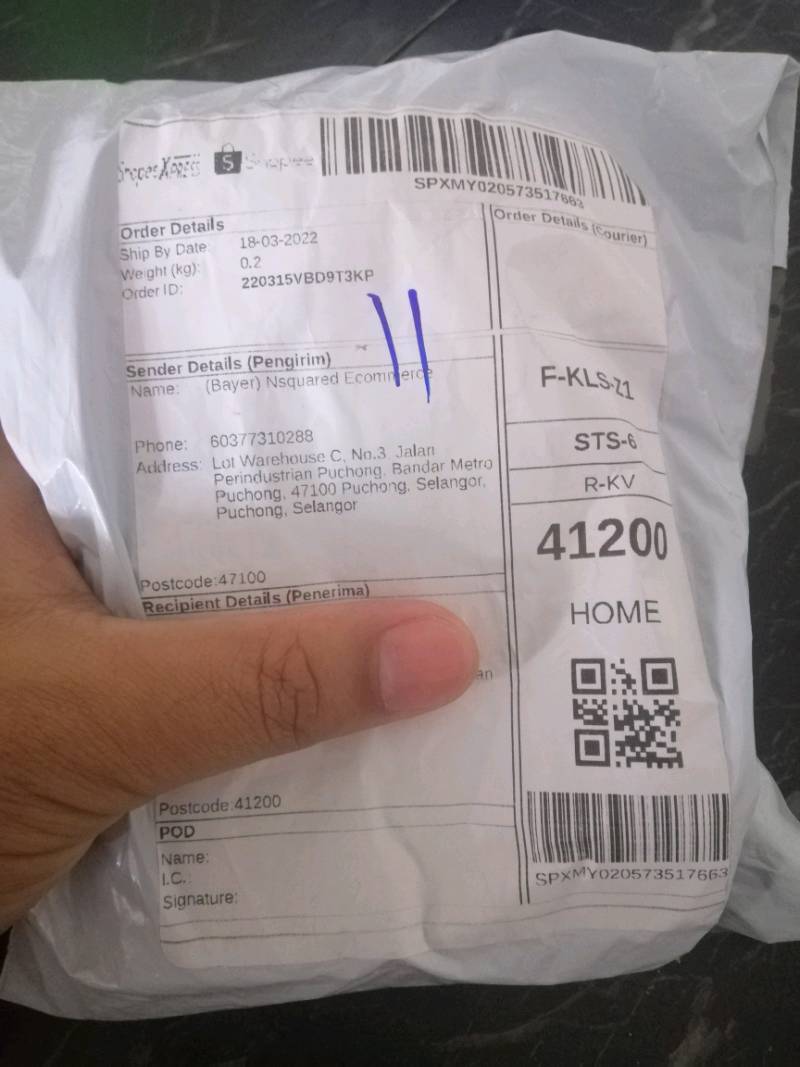 ShopeeXPRESS S Shopee
SPXMY020573517663
Order Details
Ship By Date: 18-03-2022
Weight (kg): 0.2
Order ID: 220315VBD9T3KP
Order Details (Courier)
Sender Details (Pengirim)
Name: (Bayer) Nsquared Ecommerce
Phone: 60377310288
Address: Lot Warehouse C, No.3, Jalan
Perindustrian Puchong, Bandar Metro
Puchong, 47100 Puchong, Selangor,
Puchong, Selangor
Postcode:47100
F-KLS-Z1
STS-6
R-KV
41200
HOME
Recipient Details (Penerima)
Postcode:41200
POD
Name:
I.C.:
Signature:
SPXMY020573517663